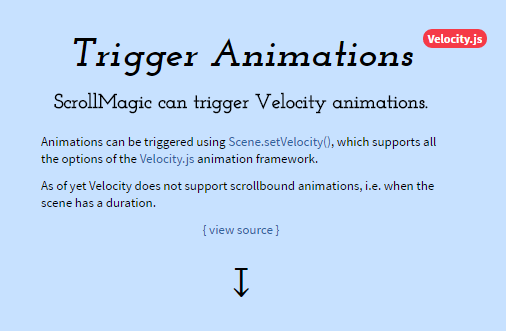 Trigger Animations
Velocity.js
ScrollMagic can trigger Velocity animations.
Animations can be triggered using Scene.setVelocity(), which supports all
the options of the Velocity.js animation framework.
As of yet Velocity does not support scrollbound animations, i.e. when the
scene has a duration.
{ view source }